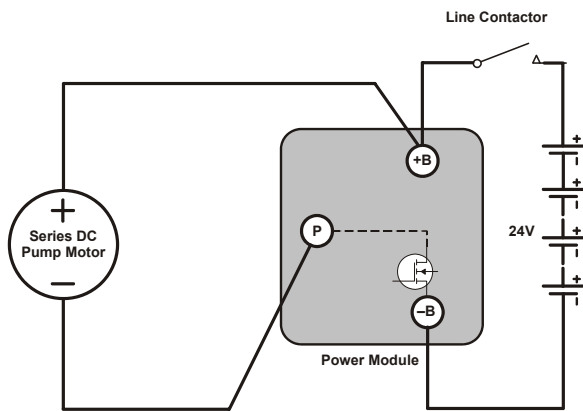 Line Contactor
+B
+
+
Series DC
Pump Motor
P
24V
+
+
−
−B
+
Power Module